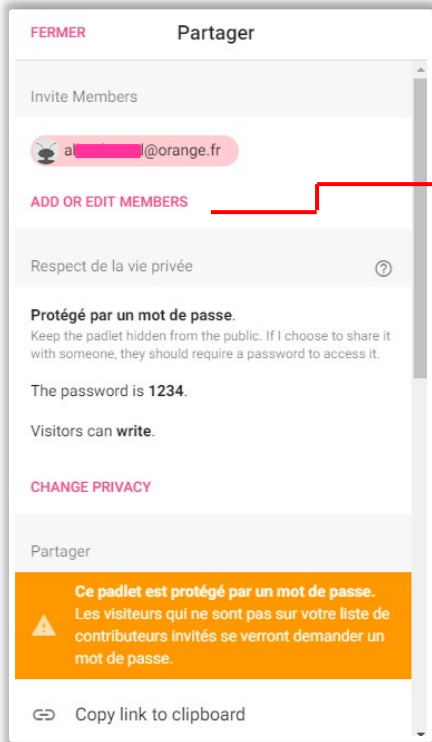 FERMER Partager
Invite Members
@orange.fr
ADD OR EDIT MEMBERS
Respect de la vie privée
Protégé par un mot de passe.
Keep the padlet hidden from the public. If I choose to share it
with someone, they should require a password to access it.
The password is 1234.
Visitors can write.
CHANGE PRIVACY
Partager
Ce padlet est protégé par un mot de passe.
Les visiteurs qui ne sont pas sur votre liste de
contributeurs invités se verront demander un
mot de passe.
Copy link to clipboard